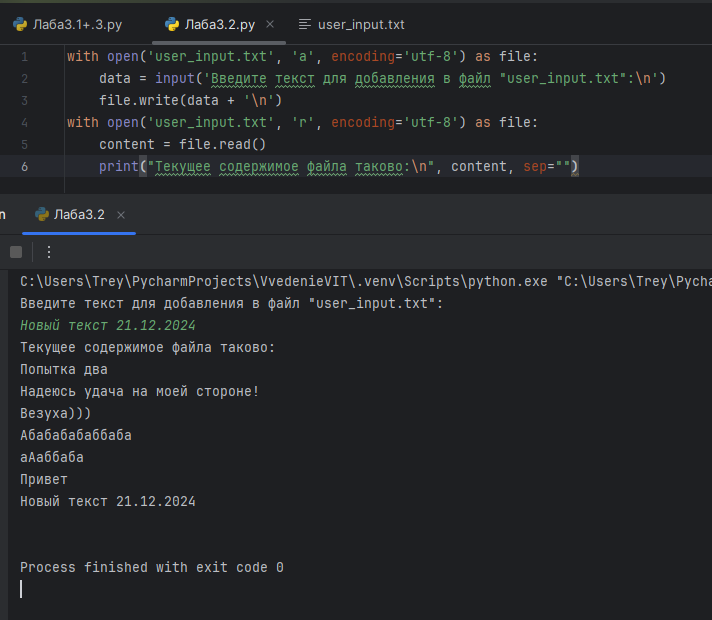 Лаба3.1+.3.py Лаба3.2.py × user_input.txt
1 with open('user_input.txt', 'a', encoding='utf-8') as file:
2 data = input('Введите текст для добавления в файл "user_input.txt":\n')
3 file.write(data + '\n')
4 with open('user_input.txt', 'r', encoding='utf-8') as file:
5 content = file.read()
6 print("Текущее содержимое файла таково:\n", content, sep="")
n Лаба3.2 ×
C:\Users\Trey\PycharmProjects\VvedenieVIT\.venv\Scripts\python.exe "C:\Users\Trey\Pycha
Введите текст для добавления в файл "user_input.txt":
Новый текст 21.12.2024
Текущее содержимое файла таково:
Попытка два
Надеюсь удача на моей стороне!
Везуха)))
Абабабабаббаба
аАаббаба
Привет
Новый текст 21.12.2024
Process finished with exit code 0